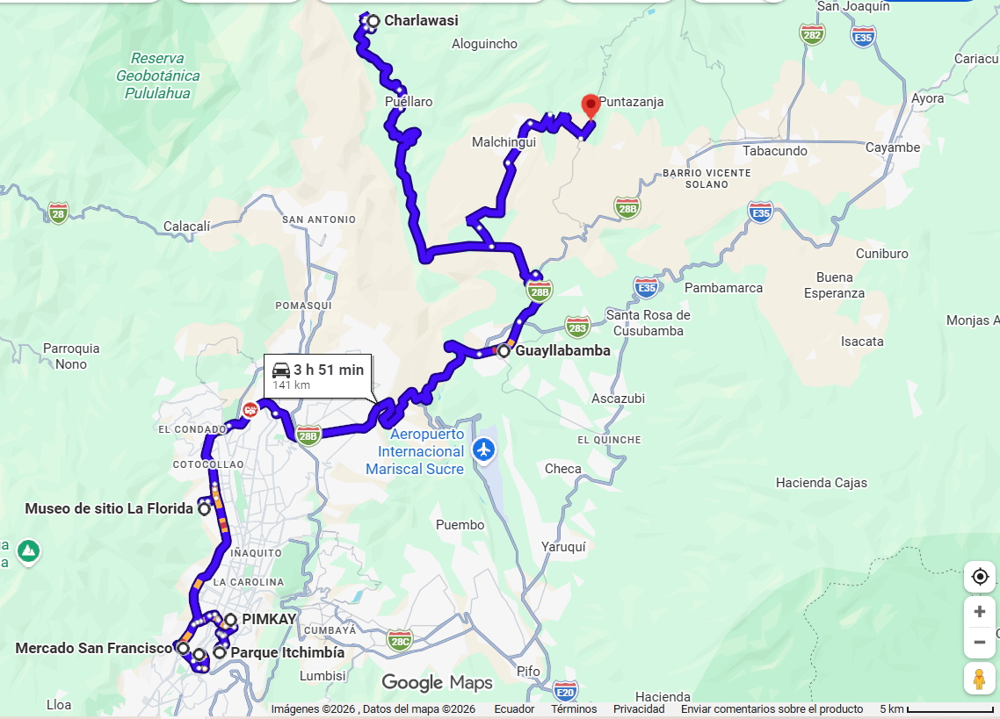 San Joaquín
Charlawasi
282
E35
Aloguincho
Cariacu
Reserva
Geobotánica
Pululahua
Puéllaro
Puntazanja
Ayora
Malchingui
Cayambe
Tabacundo
BARRIO VICENTE
SOLANO
28B
E35
28
SAN ANTONIO
Calacalí
Cuniburo
Buena
Esperanza
28B
E35
Pambamarca
POMASQUI
Santa Rosa de
Cusubamba
283
Monjas A
Isacata
Parroquia
Nono
Guayllabamba
3 h 51 min
141 km
Ascazubi
EL CONDADO
28B
Aeropuerto
Internacional
Mariscal Sucre
EL QUINCHE
COTOCOLLAO
Checa
Hacienda Cajas
Museo de sitio La Florida
Puembo
Yaruquí
IÑAQUITO
LA CAROLINA
PIMKAY
CUMBAYÁ
28C
Mercado San Francisco
Parque Itchimbía
Lumbisi
Pifo
Google Maps
E20
Hacienda
Lloa
Imágenes ©2026 , Datos del mapa ©2026
Ecuador
Términos
Privacidad
Enviar comentarios sobre el producto
5 km